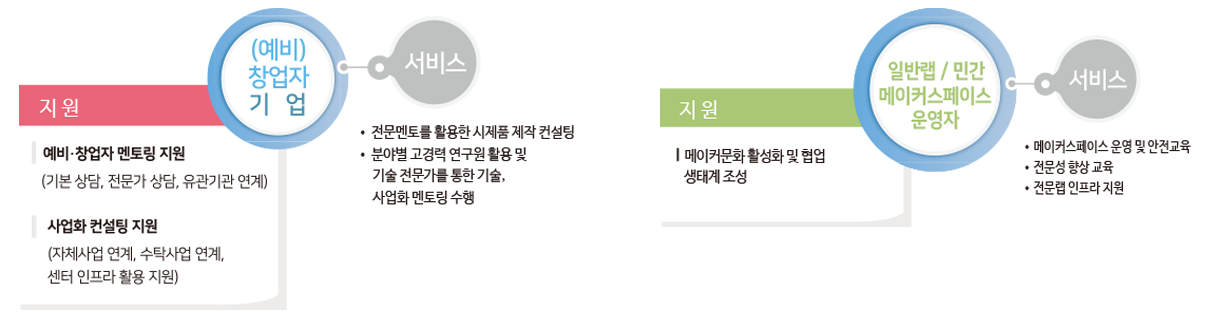 (예비)
창업자
기 업
서비스
지원
예비·창업자 멘토링 지원
(기본 상담, 전문가 상담, 유관기관 연계)
사업화 컨설팅 지원
(자체사업 연계, 수탁사업 연계,
센터 인프라 활용 지원)
• 전문멘토를 활용한 시제품 제작 컨설팅
• 분야별 고경력 연구원 활용 및
기술 전문가를 통한 기술,
사업화 멘토링 수행
일반랩 / 민간
메이커스페이스
운영자
서비스
지원
메이커문화 활성화 및 협업
생태계 조성
• 메이커스페이스 운영 및 안전교육
• 전문성 향상 교육
• 전문랩 인프라 지원